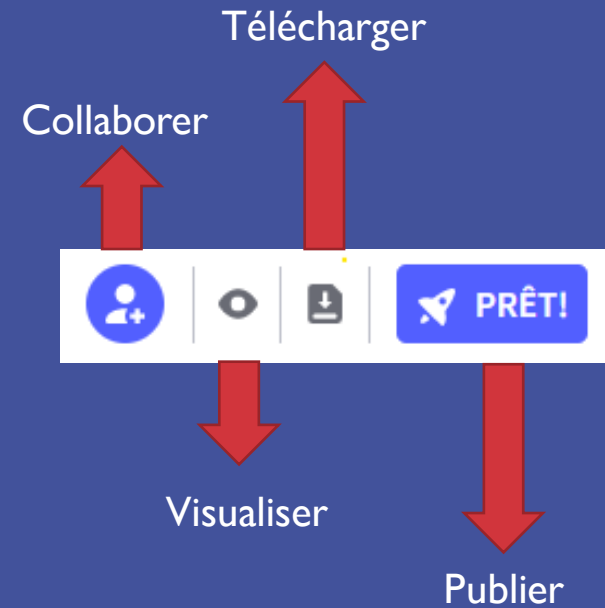 Télécharger
Collaborer
PRÊT!
Visualiser
Publier